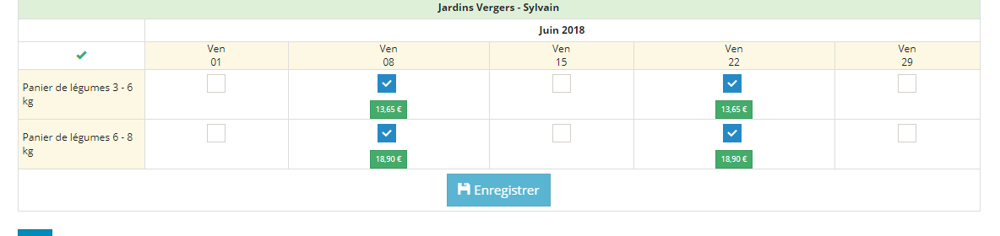 Jardins Vergers - Sylvain
Juin 2018
Ven Ven Ven Ven Ven
01 08 15 22 29
Panier de légumes 3 - 6
kg
13,65 € 13,65 €
Panier de légumes 6 - 8
kg
18,90 € 18,90 €
Enregistrer